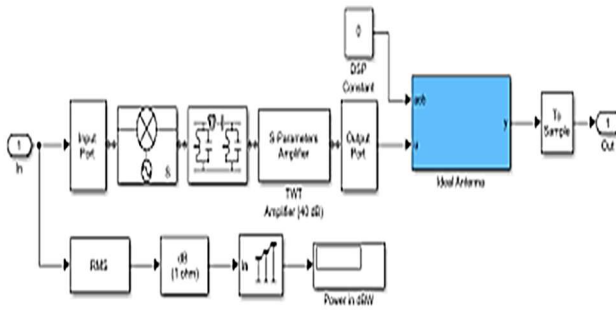 0
DSP
Constant
1
In
Input
Port
S
S-Parameters
Amplifier
TWT
Amplifier (40 dB)
Output
Port
u
y
Ideal Antenna
To
Sample
1
Out
RMS
dB
(1 ohm)
In
Power in dBW